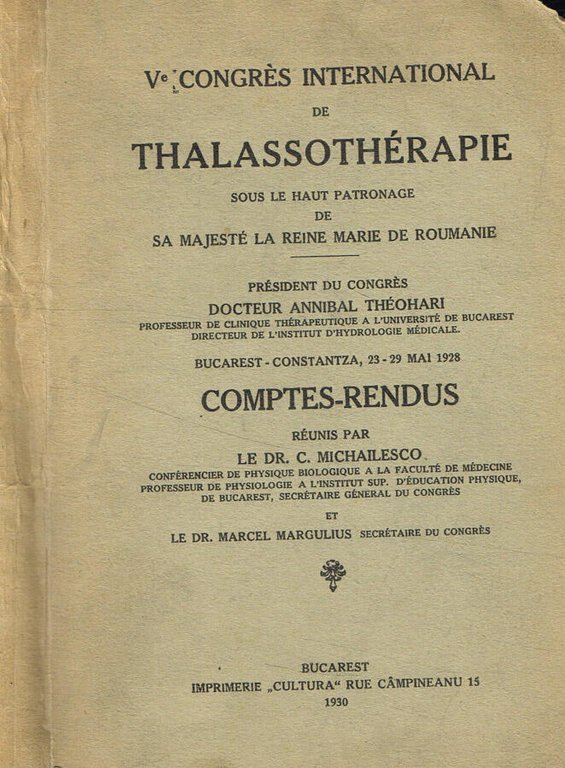 Ve CONGRÈS INTERNATIONAL
DE
THALASSOTHÉRAPIE
SOUS LE HAUT PATRONAGE
DE
SA MAJESTÉ LA REINE MARIE DE ROUMANIE
PRÉSIDENT DU CONGRÈS
DOCTEUR ANNIBAL THÉOHARI
PROFESSEUR DE CLINIQUE THÉRAPEUTIQUE A L'UNIVERSITÉ DE BUCAREST
DIRECTEUR DE L'INSTITUT D'HYDROLOGIE MÉDICALE.
BUCAREST - CONSTANTZA, 23 - 29 MAI 1928
COMPTES-RENDUS
RÉUNIS PAR
LE DR. C. MICHAILESCO
CONFÉRENCIER DE PHYSIQUE BIOLOGIQUE A LA FACULTÉ DE MÉDECINE
PROFESSEUR DE PHYSIOLOGIE A L'INSTITUT SUP. D'ÉDUCATION PHYSIQUE,
DE BUCAREST, SECRÉTAIRE GÉNERAL DU CONGRÈS
ET
LE DR. MARCEL MARGULIUS SECRÉTAIRE DU CONGRÈS
BUCAREST
IMPRIMERIE „CULTURA“ RUE CÂMPINEANU 15
1930